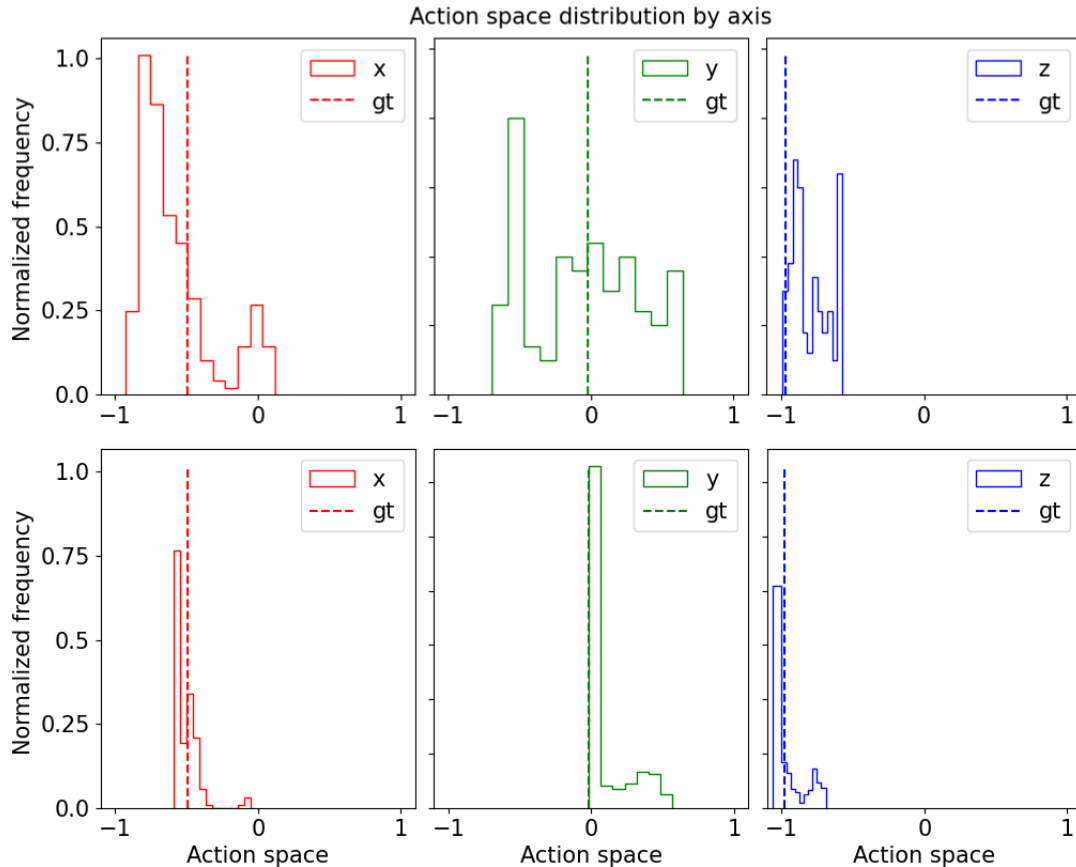 Action space distribution by axis
Normalized frequency
1.0
0.75
0.5
0.25
0.0
x
gt
−1
0
1
y
gt
−1
0
1
z
gt
−1
0
1
Normalized frequency
1.0
0.75
0.5
0.25
0.0
x
gt
−1
0
1
Action space
y
gt
−1
0
1
Action space
z
gt
−1
0
1
Action space